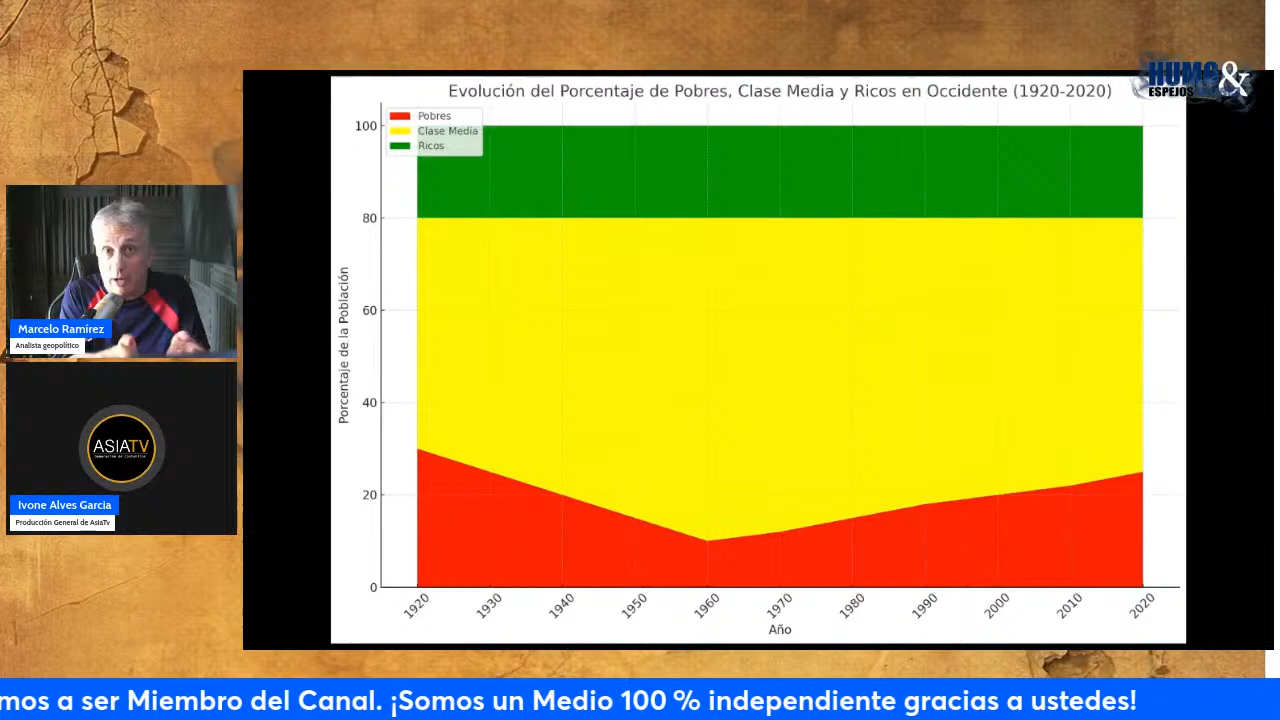 HUMO&
ESPEJOS
Evolución del Porcentaje de Pobres, Clase Media y Ricos en Occidente (1920-2020)
Pobres
Clase Media
Ricos
100
80
60
40
20
0
Porcentaje de la Población
1920
1930
1940
1950
1960
1970
1980
1990
2000
2010
2020
Año
Marcelo Ramírez
Analista geopolítico
ASIATV
Ivone Alves Garcia
Producción General de AsiaTv
mos a ser Miembro del Canal. ¡Somos un Medio 100 % independiente gracias a ustedes!